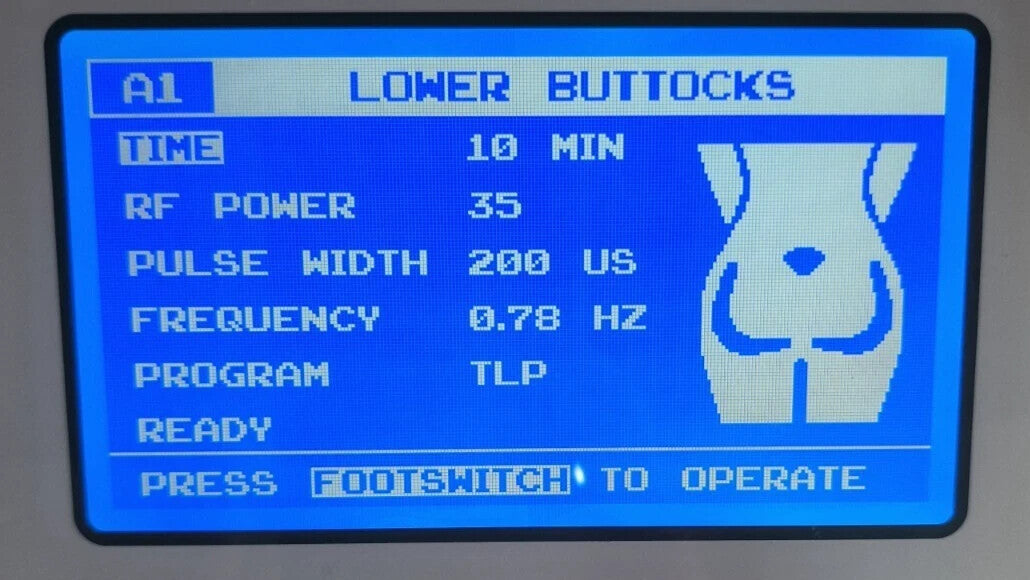 A1 LOWER BUTTOCKS
TIME 10 MIN
RF POWER 35
PULSE WIDTH 200 US
FREQUENCY 0.78 HZ
PROGRAM TLP
READY
PRESS FOOTSWITCH TO OPERATE